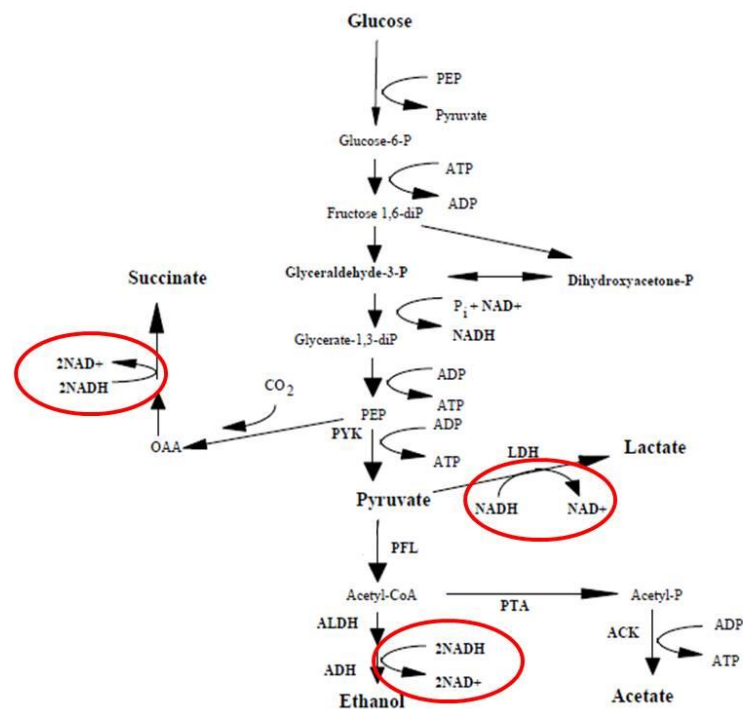 Glucose
PEP
Pyruvate
Glucose-6-P
ATP
ADP
Fructose 1,6-diP
Succinate
Glyceraldehyde-3-P
Dihydroxyacetone-P
Pi + NAD+
NADH
Glycerate-1,3-diP
2NAD+
2NADH
CO2
ADP
ATP
PEP
ADP
PYK
OAA
ATP
LDH
Lactate
Pyruvate
NADH
NAD+
PFL
Acetyl-CoA
PTA
Acetyl-P
ALDH
2NADH
ACK
ADP
ADH
2NAD+
ATP
Ethanol
Acetate